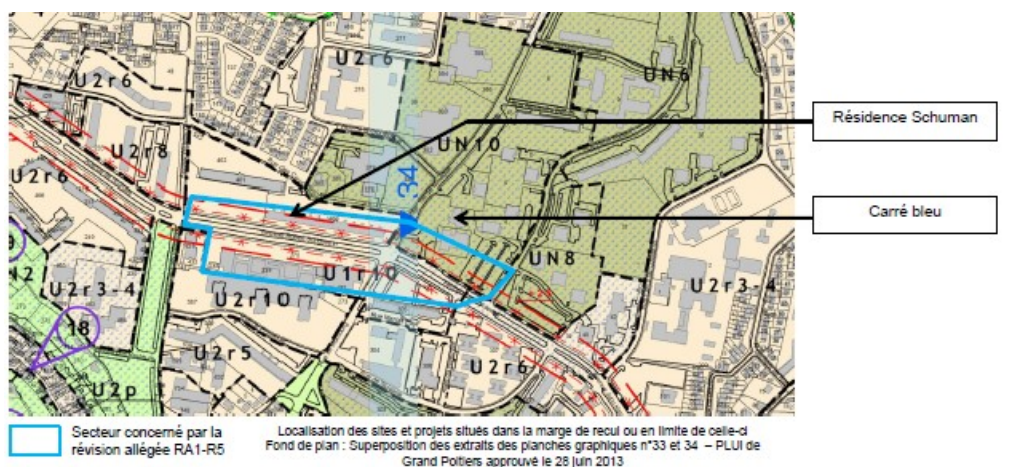 U2r6
U2r6
UN6
Résidence Schuman
U2r8
UN10
U2r6
34
Carré bleu
UN8
N2
U2r3-4
U1r10
U2r10
U2r3-4
18
U2r5
U2r6
U2p
Secteur concerné par la
révision allégée RA1-R5
Localisation des sites et projets situés dans la marge de recul ou en limite de celle-ci
Fond de plan : Superposition des extraits des planches graphiques n°33 et 34 – PLUI de
Grand Poitiers approuvé le 28 juin 2013